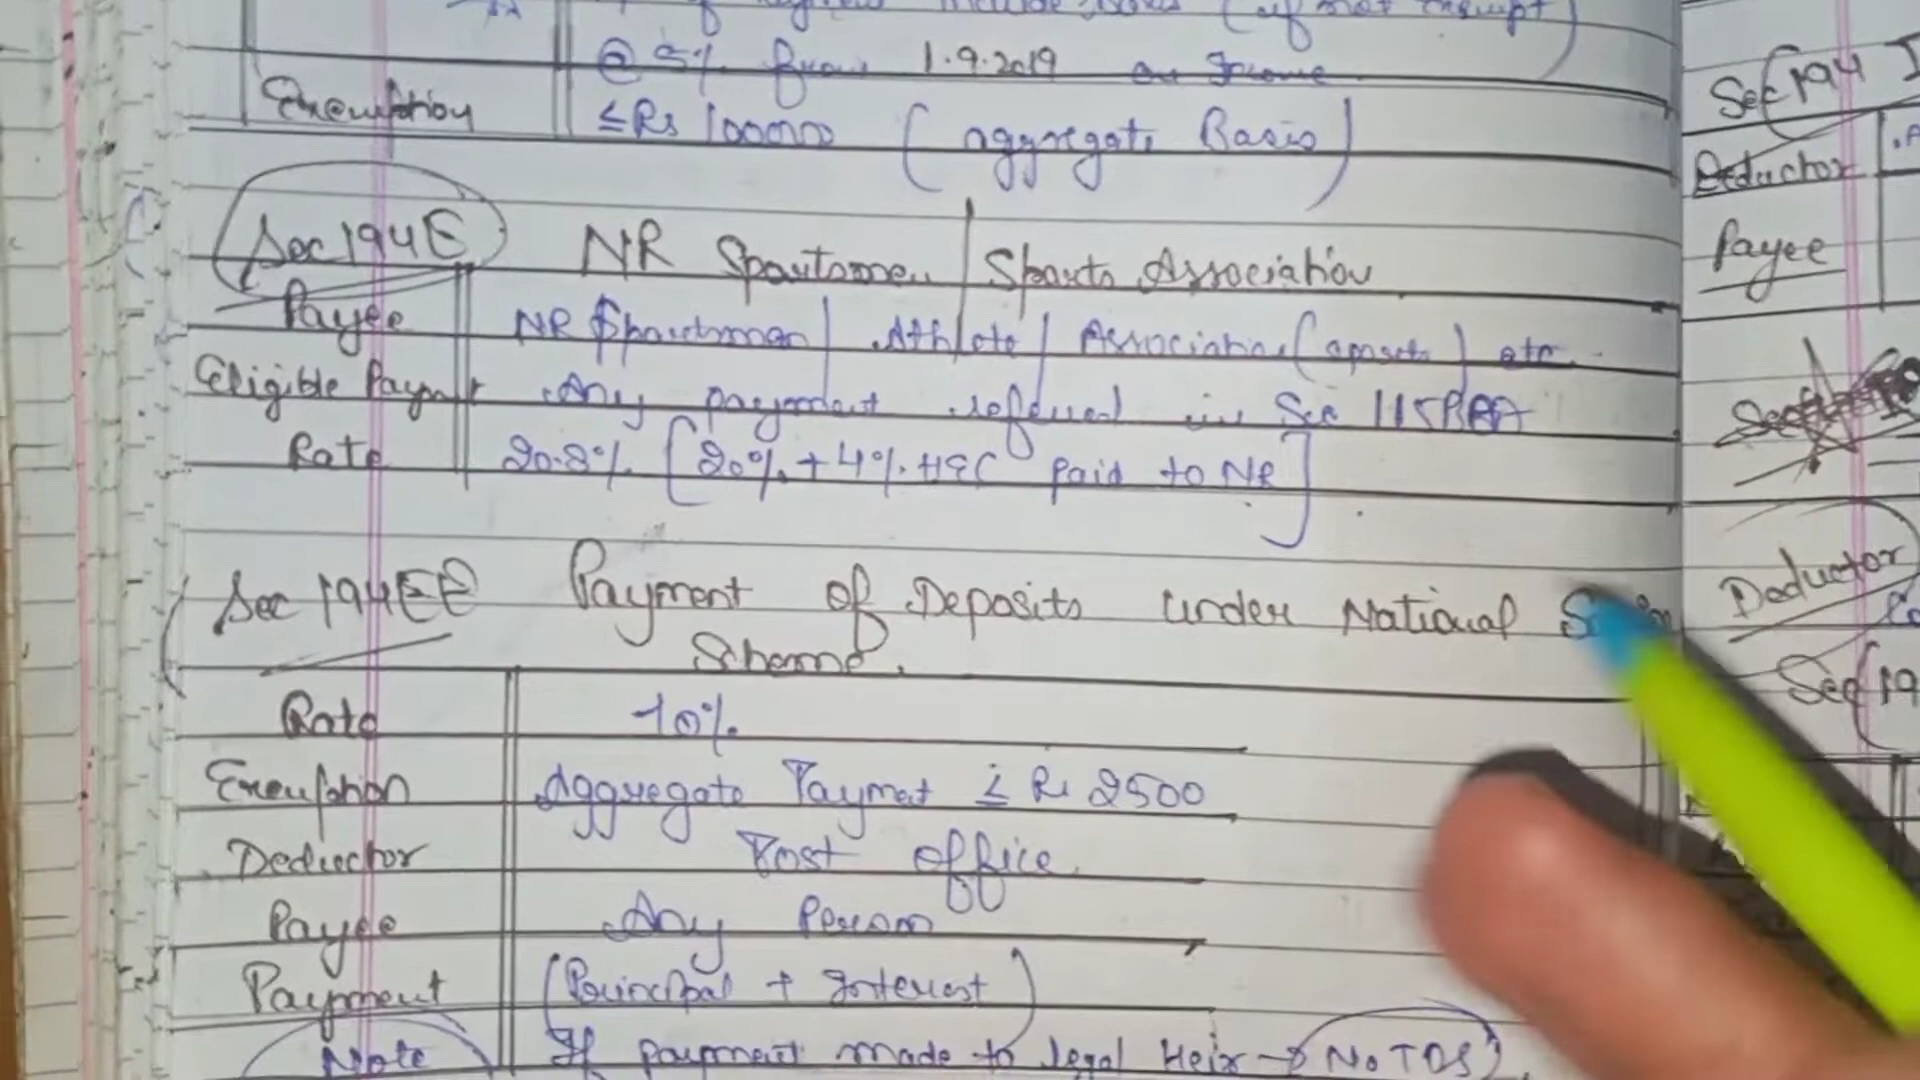 @ 5% from 1.9.2019 on Income
Exemption ≤Rs 100000 (aggregate Basis)
Sec 194E NR Sportsmen / Sports Association
Payee NR Sportsman / Athlete / Association (sports) etc.
Eligible Paymt Any payment referred in Sec 115BBA
Rate 20.8% [20% + 4% HEC paid to NR]
Sec 194EE Payment of Deposits under National
Scheme.
Rate 10%
Exemption Aggregate Paymet ≤ Rs 2500
Deductor Post office.
Payee Any Person
Payment (Principal + Interest)
Note If payment made to legal Heir → (No TDS).
Sec 194 I
Deductor
Payee
Deductor
Sec 19